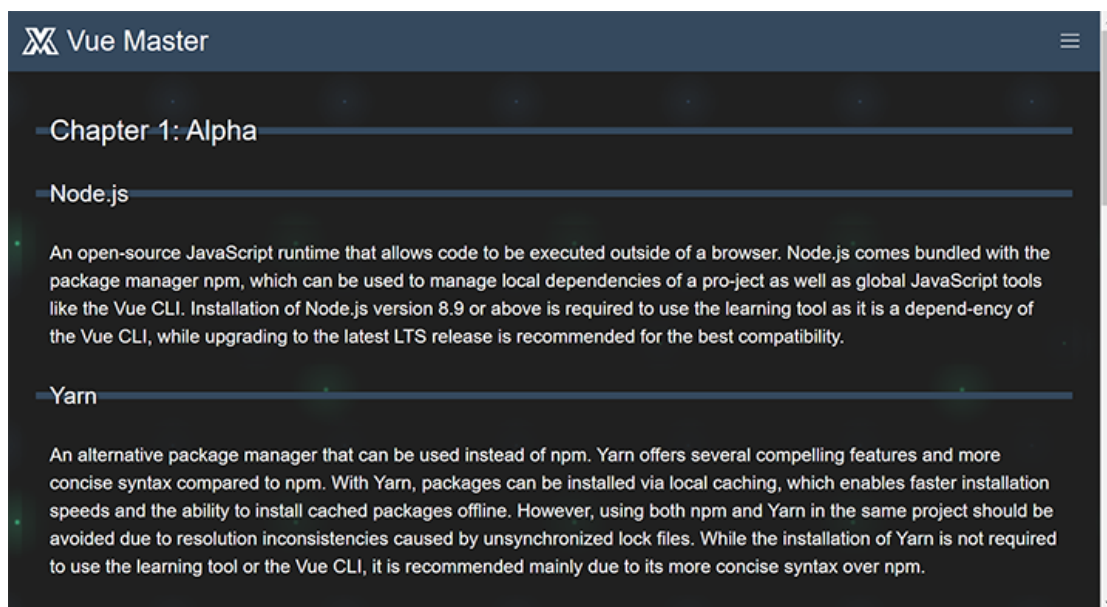 Vue Master
Chapter 1: Alpha
Node.js
An open-source JavaScript runtime that allows code to be executed outside of a browser. Node.js comes bundled with the
package manager npm, which can be used to manage local dependencies of a pro-ject as well as global JavaScript tools
like the Vue CLI. Installation of Node.js version 8.9 or above is required to use the learning tool as it is a depend-ency of
the Vue CLI, while upgrading to the latest LTS release is recommended for the best compatibility.
Yarn
An alternative package manager that can be used instead of npm. Yarn offers several compelling features and more
concise syntax compared to npm. With Yarn, packages can be installed via local caching, which enables faster installation
speeds and the ability to install cached packages offline. However, using both npm and Yarn in the same project should be
avoided due to resolution inconsistencies caused by unsynchronized lock files. While the installation of Yarn is not required
to use the learning tool or the Vue CLI, it is recommended mainly due to its more concise syntax over npm.